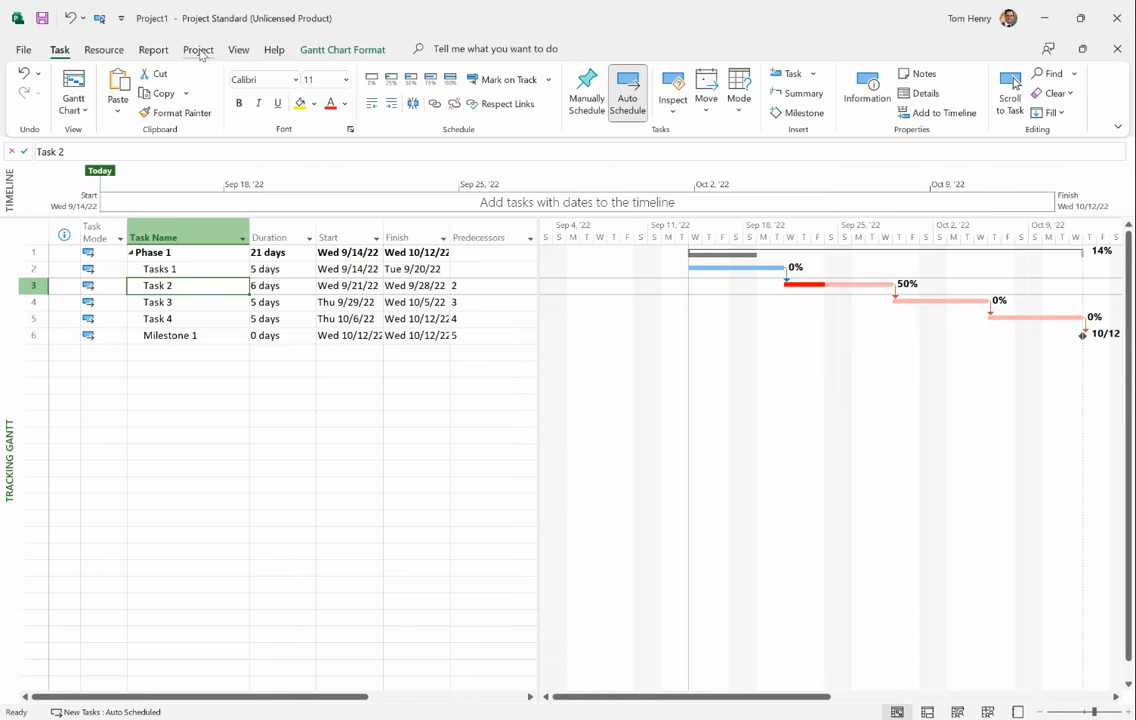 Project1 - Project Standard (Unlicensed Product)
Tom Henry
File Task Resource Report Project View Help Gantt Chart Format Tell me what you want to do
Gantt Chart
View
Undo
Paste
Cut
Copy
Format Painter
Clipboard
Calibri 11
B I U A
Font
0% 25% 50% 75% 100%
Mark on Track
Respect Links
Schedule
Manually Schedule
Auto Schedule
Inspect
Move
Mode
Tasks
Task
Summary
Milestone
Insert
Information
Notes
Details
Add to Timeline
Properties
Scroll to Task
Find
Clear
Fill
Editing
Task 2
TIMELINE
Today
Sep 18, '22 Sep 25, '22 Oct 2, '22 Oct 9, '22
Start
Wed 9/14/22
Add tasks with dates to the timeline
Finish
Wed 10/12/22
Task Mode Task Name Duration Start Finish Predecessors
1 Phase 1 21 days Wed 9/14/22 Wed 10/12/22
2 Tasks 1 5 days Wed 9/14/22 Tue 9/20/22
3 Task 2 6 days Wed 9/21/22 Wed 9/28/22 2
4 Task 3 5 days Thu 9/29/22 Wed 10/5/22 3
5 Task 4 5 days Thu 10/6/22 Wed 10/12/22 4
6 Milestone 1 0 days Wed 10/12/22 Wed 10/12/22 5
Sep 4, '22 Sep 11, '22 Sep 18, '22 Sep 25, '22 Oct 2, '22 Oct 9, '22
S S M T W T F S S M T W T F S S M T W T F S S M T W T F S S M T W T F S S M T W T F S
14%
0%
50%
0%
0%
10/12
TRACKING GANTT
Ready New Tasks : Auto Scheduled